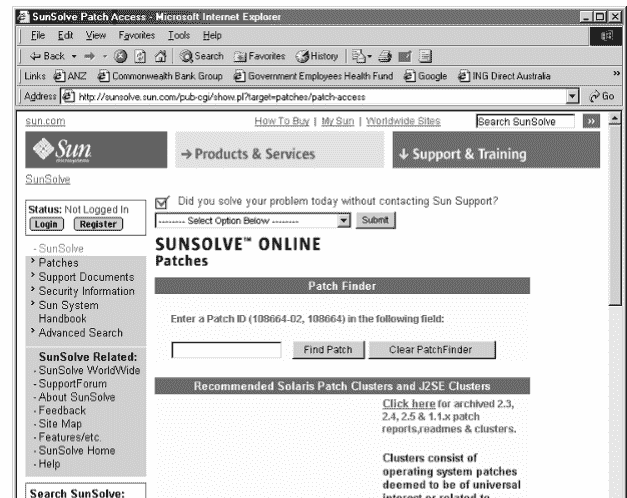 SunSolve Patch Access - Microsoft Internet Explorer
File Edit View Favorites Tools Help
Back Search Favorites History
Links ANZ Commonwealth Bank Group Government Employees Health Fund Google ING Direct Australia »
Address http://sunsolve.sun.com/pub-cgi/show.pl?target=patches/patch-access Go
sun.com How To Buy | My Sun | Worldwide Sites Search SunSolve »
Sun microsystems → Products & Services ↓ Support & Training
SunSolve
Did you solve your problem today without contacting Sun Support?
-------- Select Option Below -------- Submit
Status: Not Logged In
Login Register
SUNSOLVE™ ONLINE
Patches
- SunSolve
Patches
Support Documents
Security Information
Sun System
Handbook
Advanced Search
SunSolve Related:
- SunSolve WorldWide
- SupportForum
- About SunSolve
- Feedback
- Site Map
- Features/etc.
- SunSolve Home
- Help
Search SunSolve:
Patch Finder
Enter a Patch ID (108664-02, 108664) in the following field:
Find Patch Clear PatchFinder
Recommended Solaris Patch Clusters and J2SE Clusters
Click here for archived 2.3,
2.4, 2.5 & 1.1.x patch
reports,readmes & clusters.
Clusters consist of
operating system patches
deemed to be of universal
interest or related to